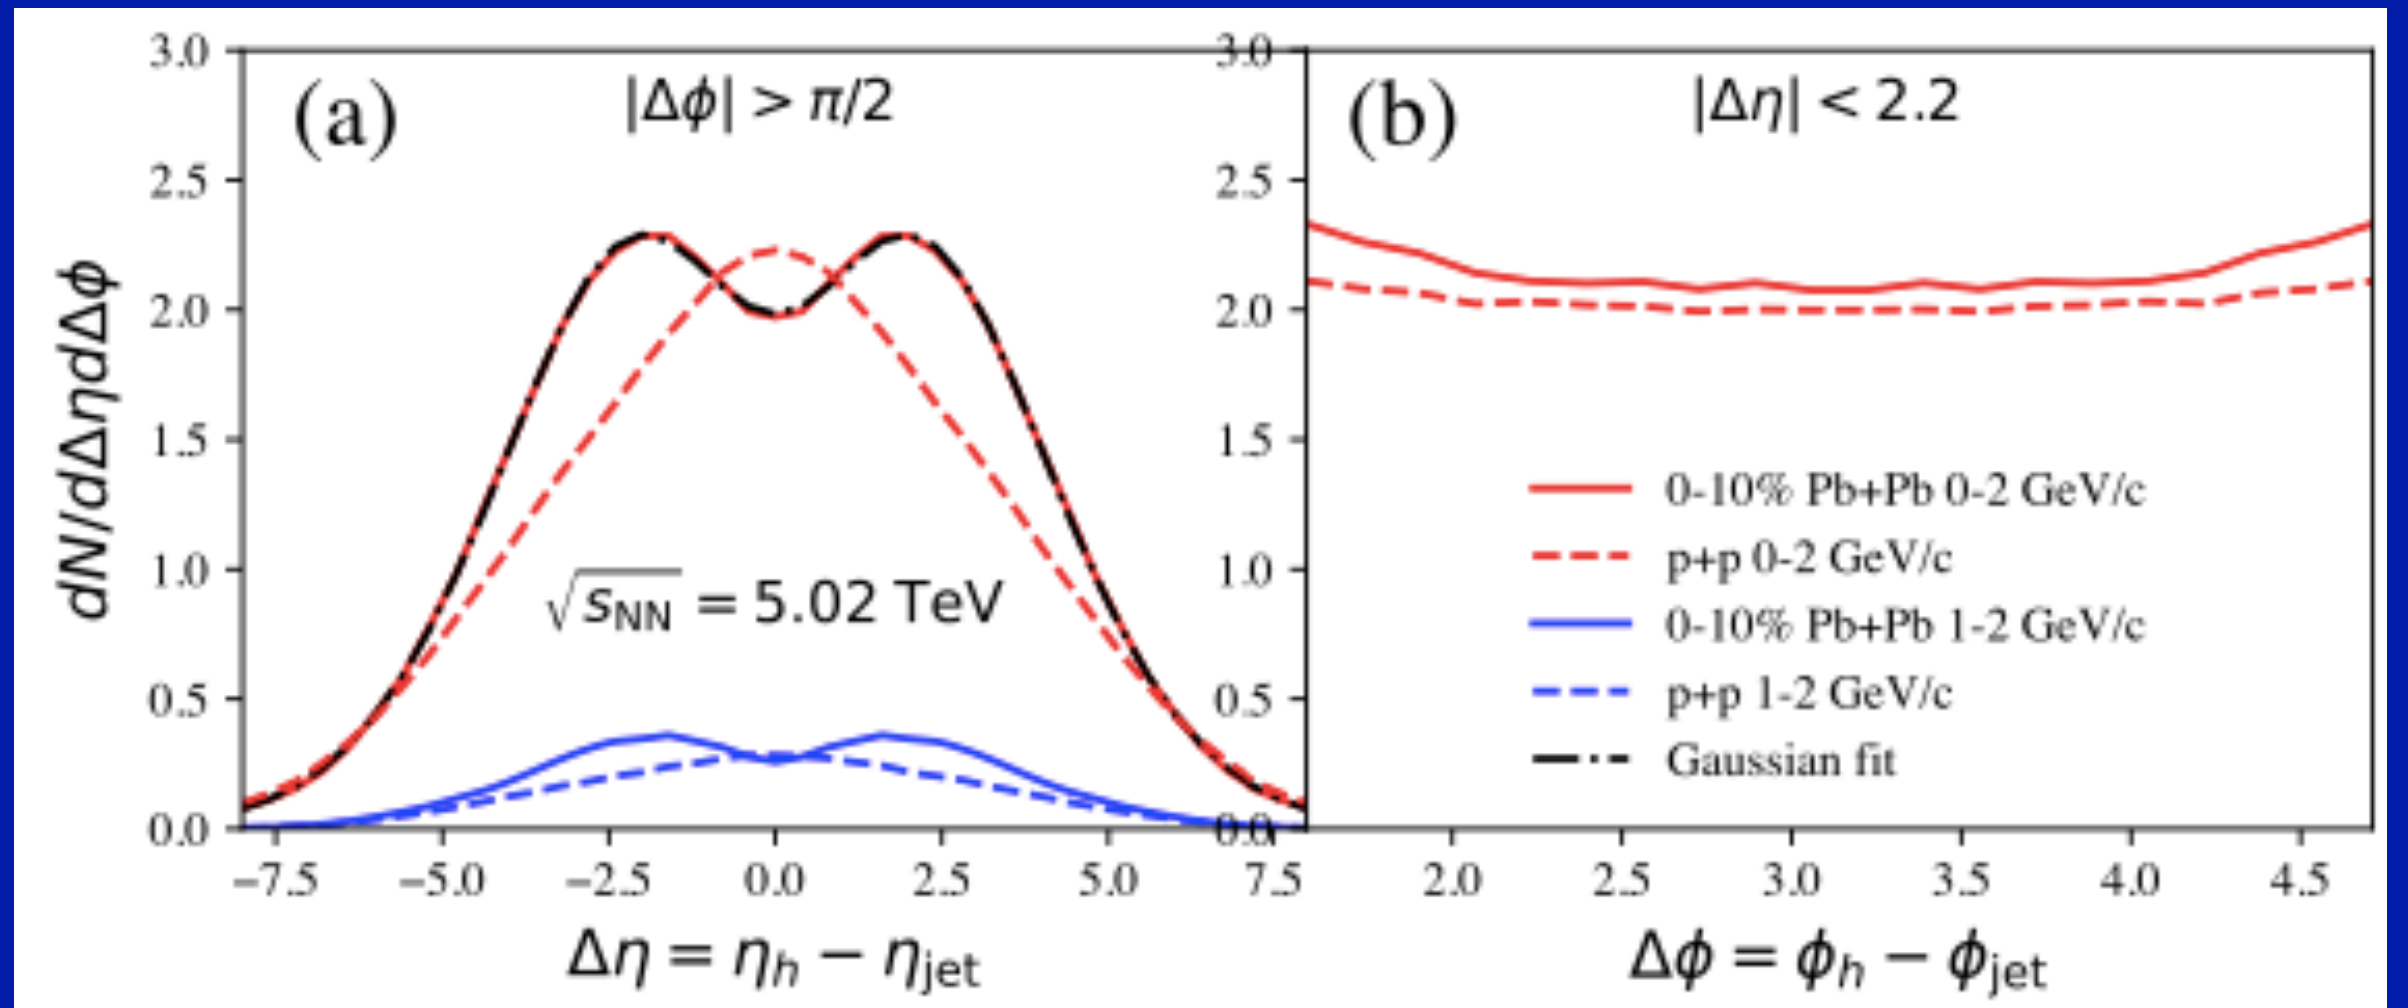 (a)
|Δϕ| > π/2
3.0
2.5
2.0
1.5
1.0
0.5
0.0
dN/dΔηdΔϕ
√sNN = 5.02 TeV
−7.5 −5.0 −2.5 0.0 2.5 5.0 7.5
Δη = ηh − ηjet
(b)
|Δη| < 2.2
3.0
2.5
2.0
1.5
1.0
0.5
0.0
0-10% Pb+Pb 0-2 GeV/c
p+p 0-2 GeV/c
0-10% Pb+Pb 1-2 GeV/c
p+p 1-2 GeV/c
Gaussian fit
2.0 2.5 3.0 3.5 4.0 4.5
Δϕ = ϕh − ϕjet